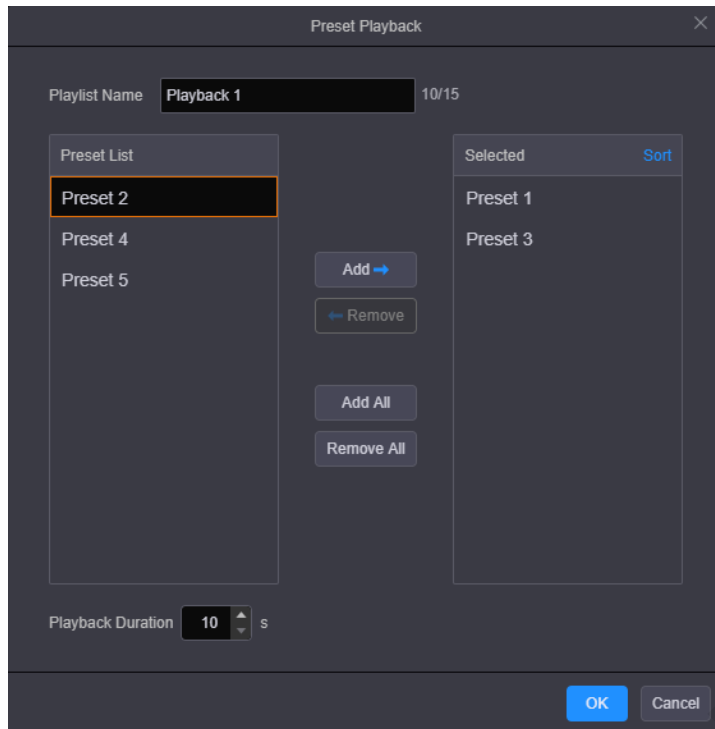 Preset Playback
Playlist Name Playback 1 10/15
Preset List
Preset 2
Preset 4
Preset 5
Add
Remove
Add All
Remove All
Selected Sort
Preset 1
Preset 3
Playback Duration 10 s
OK Cancel